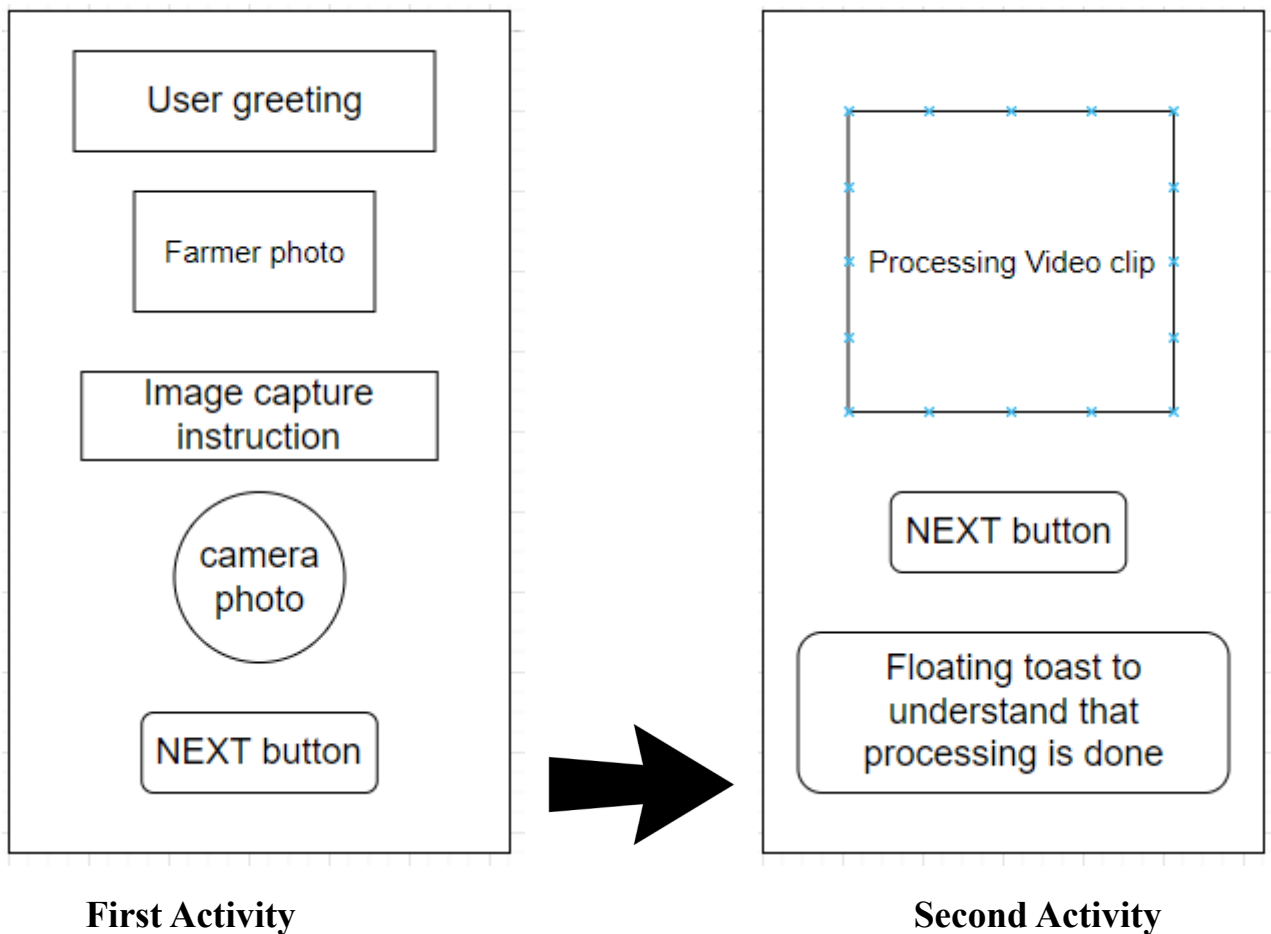 User greeting
Farmer photo
Image capture
instruction
camera
photo
NEXT button
First Activity
Processing Video clip
NEXT button
Floating toast to
understand that
processing is done
Second Activity